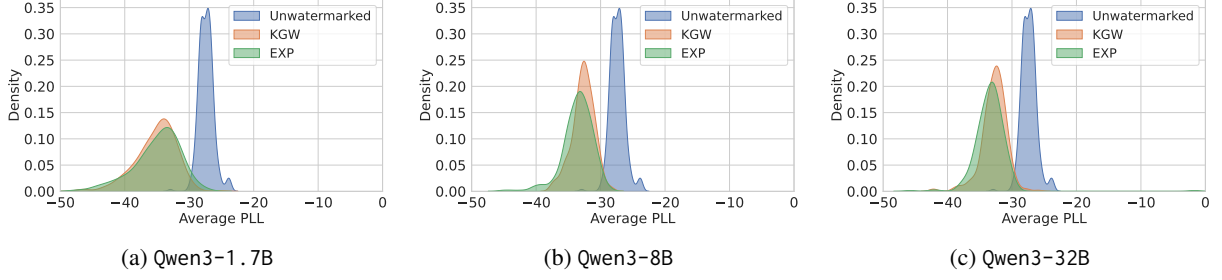 0.35
0.30
0.25
0.20
0.15
0.10
0.05
0.00
Density
Unwatermarked
KGW
EXP
−50 −40 −30 −20 −10 0
Average PLL
(a) Qwen3-1.7B
0.35
0.30
0.25
0.20
0.15
0.10
0.05
0.00
Density
Unwatermarked
KGW
EXP
−50 −40 −30 −20 −10 0
Average PLL
(b) Qwen3-8B
0.35
0.30
0.25
0.20
0.15
0.10
0.05
0.00
Density
Unwatermarked
KGW
EXP
−50 −40 −30 −20 −10 0
Average PLL
(c) Qwen3-32B